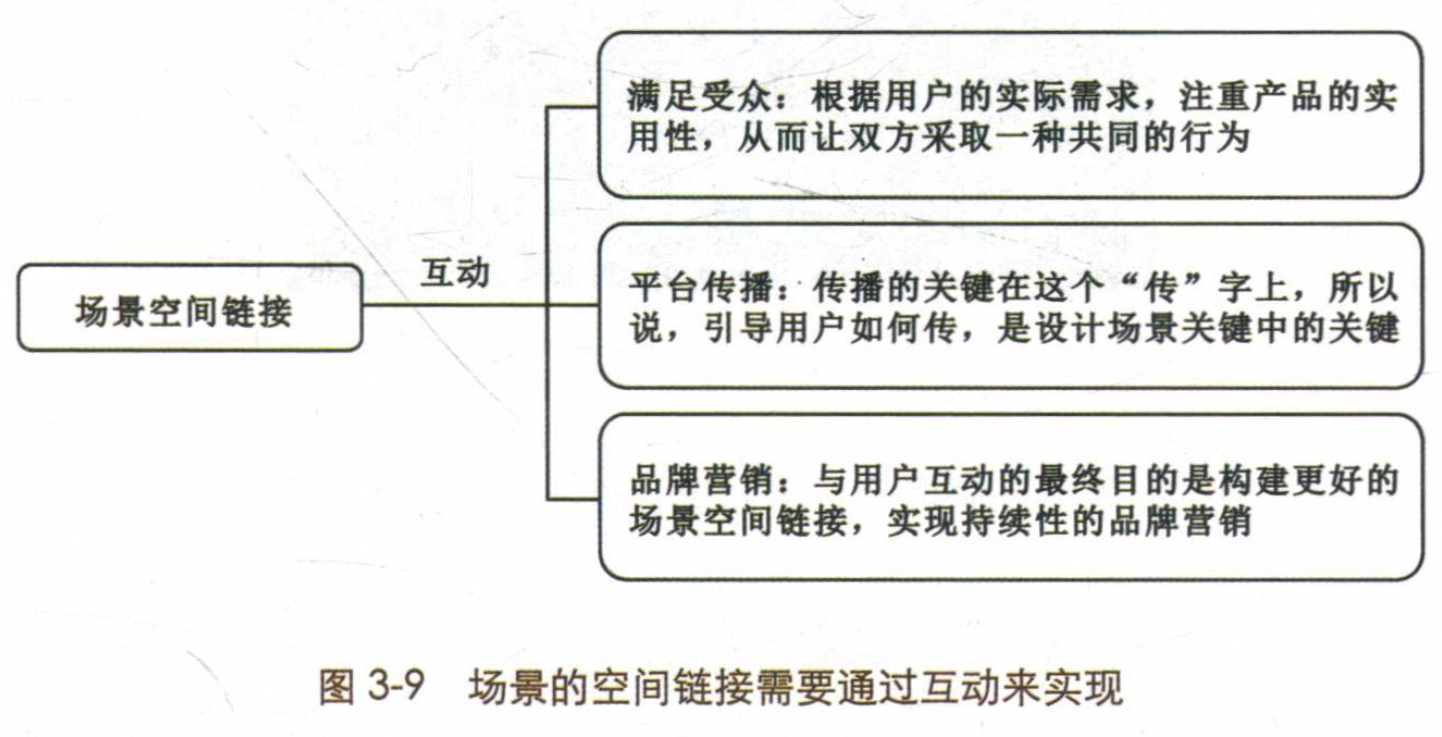 满足受众：根据用户的实际需求，注重产品的实
用性，从而让双方采取一种共同的行为
互动
场景空间链接
平台传播：传播的关键在这个“传”字上，所以
说，引导用户如何传，是设计场景关键中的关键
品牌营销：与用户互动的最终目的是构建更好的
场景空间链接，实现持续性的品牌营销
图 3-9 场景的空间链接需要通过互动来实现